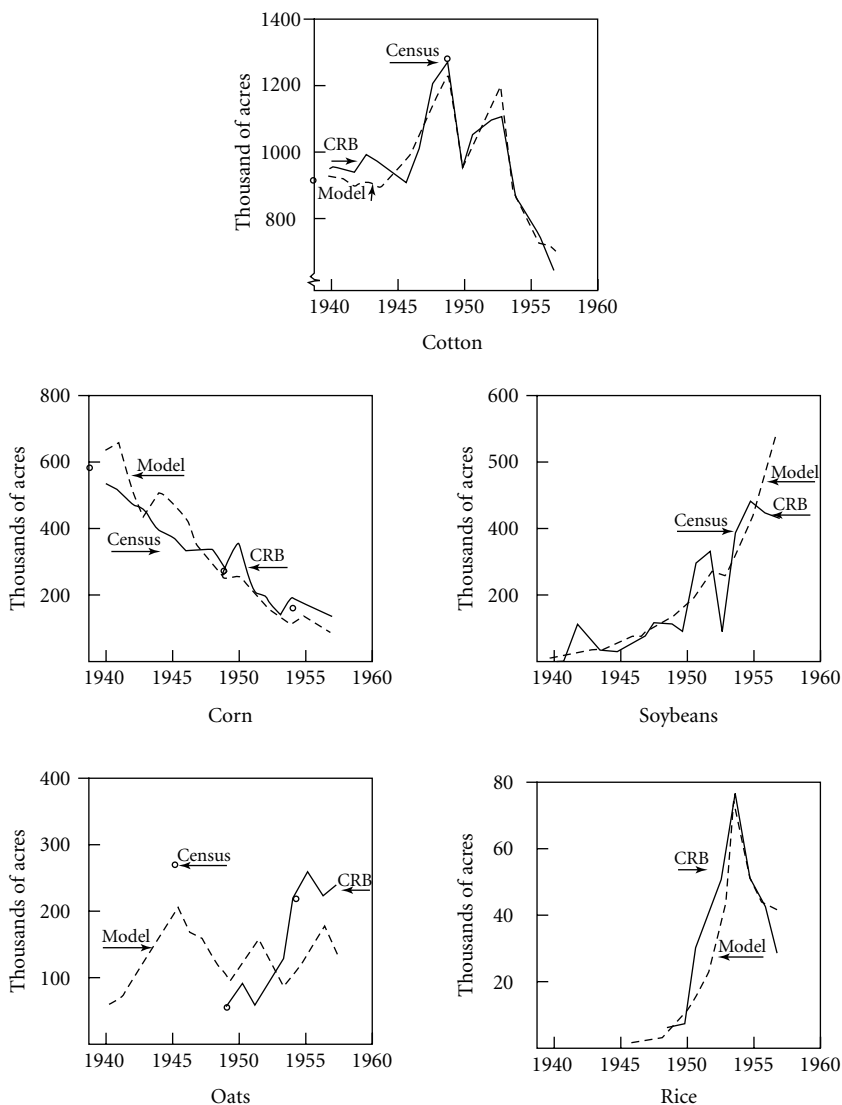 1400
1200
1000
800
Thousand of acres
Census
CRB
Model
1940 1945 1950 1955 1960
Cotton
800
600
400
200
Thousands of acres
Model
Census
CRB
1940 1945 1950 1955 1960
Corn
600
500
400
300
200
100
Thousands of acres
Model
Census
CRB
1940 1945 1950 1955 1960
Soybeans
400
300
200
100
Thousands of acres
Census
CRB
Model
1940 1945 1950 1955 1960
Oats
80
60
40
20
Thousands of acres
CRB
Model
1940 1945 1950 1955 1960
Rice